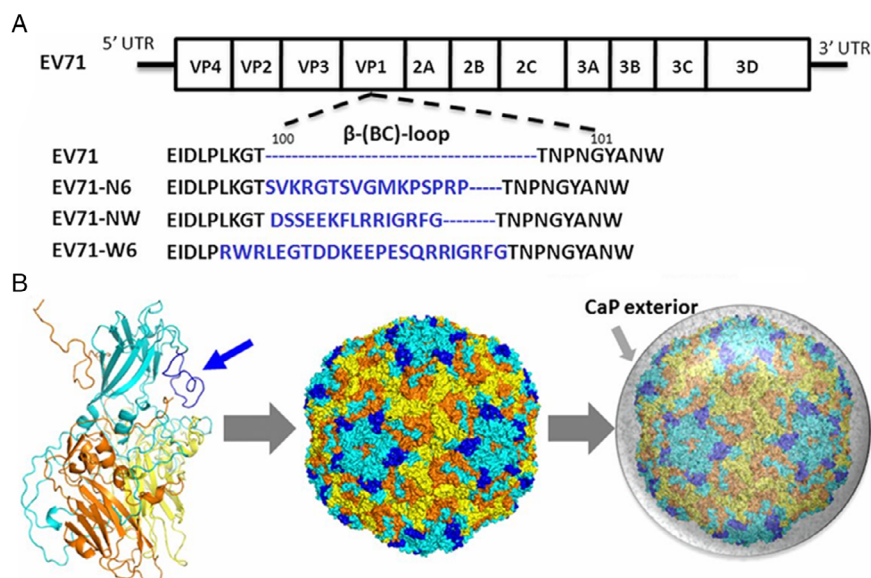 A
5' UTR
3' UTR
EV71 VP4 VP2 VP3 VP1 2A 2B 2C 3A 3B 3C 3D
100 β-(BC)-loop 101
EV71 EIDLPLKGT-----------------------------------TNPNGYANW
EV71-N6 EIDLPLKGTSVKRGTSVGMKPSPRP-----TNPNGYANW
EV71-NW EIDLPLKGT DSSEEKFLRRIGRFG--------TNPNGYANW
EV71-W6 EIDLPRWRLEGTDDKEEPESQRRIGRFGTNPNGYANW
B
CaP exterior